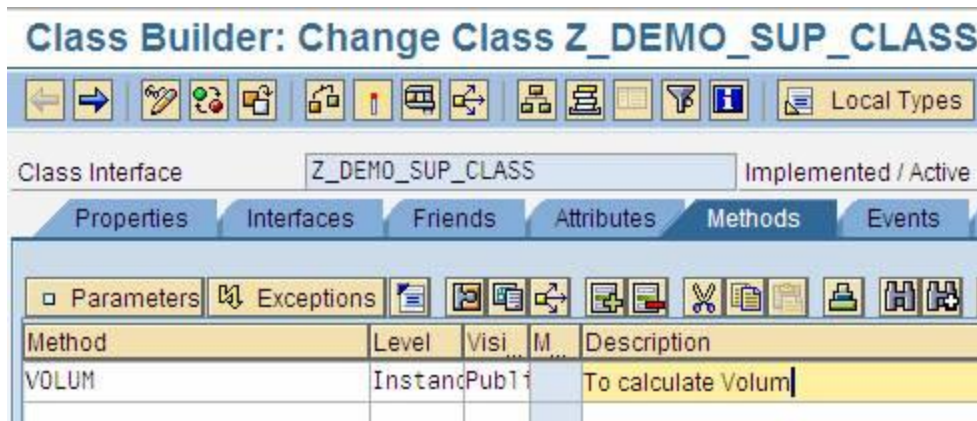 Class Builder: Change Class Z_DEMO_SUP_CLASS
Local Types
Class Interface Z_DEMO_SUP_CLASS Implemented / Active
Properties Interfaces Friends Attributes Methods Events
Parameters Exceptions
Method Level Visi... M... Description
VOLUM Instanc Publi To calculate Volum